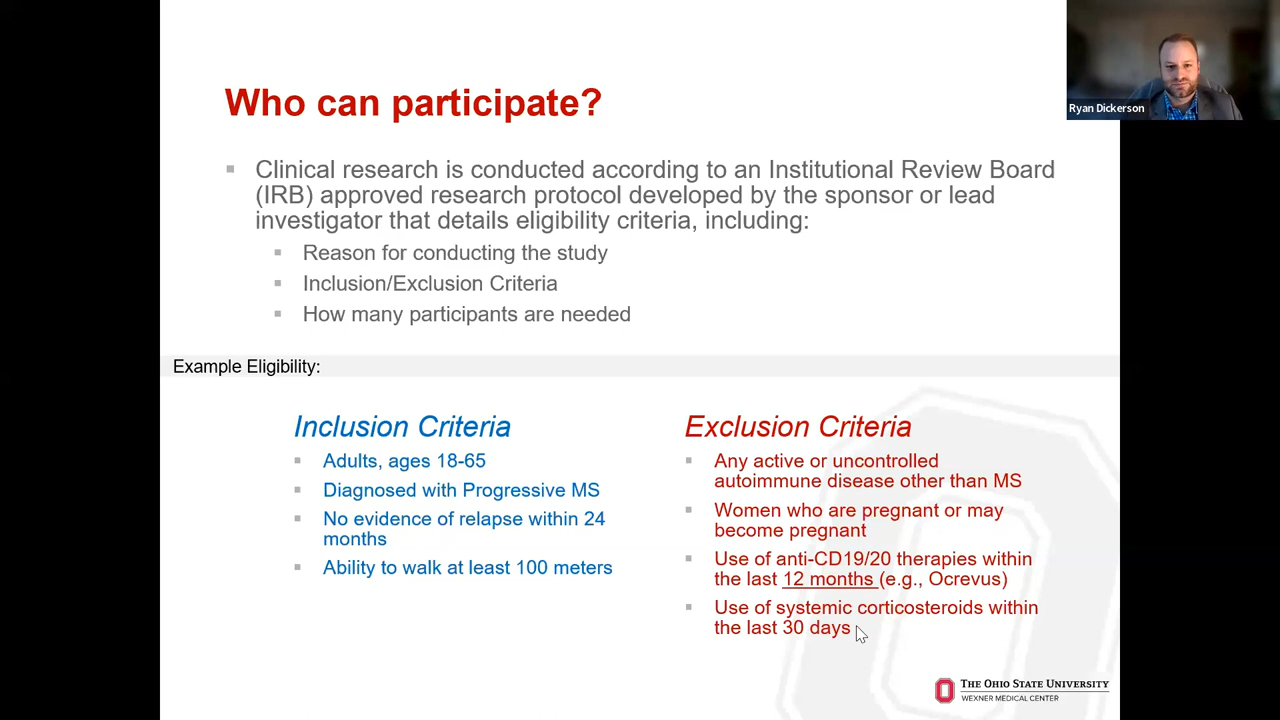 Who can participate?
Ryan Dickerson
Clinical research is conducted according to an Institutional Review Board
(IRB) approved research protocol developed by the sponsor or lead
investigator that details eligibility criteria, including:
Reason for conducting the study
Inclusion/Exclusion Criteria
How many participants are needed
Example Eligibility:
Inclusion Criteria
Adults, ages 18-65
Diagnosed with Progressive MS
No evidence of relapse within 24
months
Ability to walk at least 100 meters
Exclusion Criteria
Any active or uncontrolled
autoimmune disease other than MS
Women who are pregnant or may
become pregnant
Use of anti-CD19/20 therapies within
the last 12 months (e.g., Ocrevus)
Use of systemic corticosteroids within
the last 30 days
THE OHIO STATE UNIVERSITY
WEXNER MEDICAL CENTER